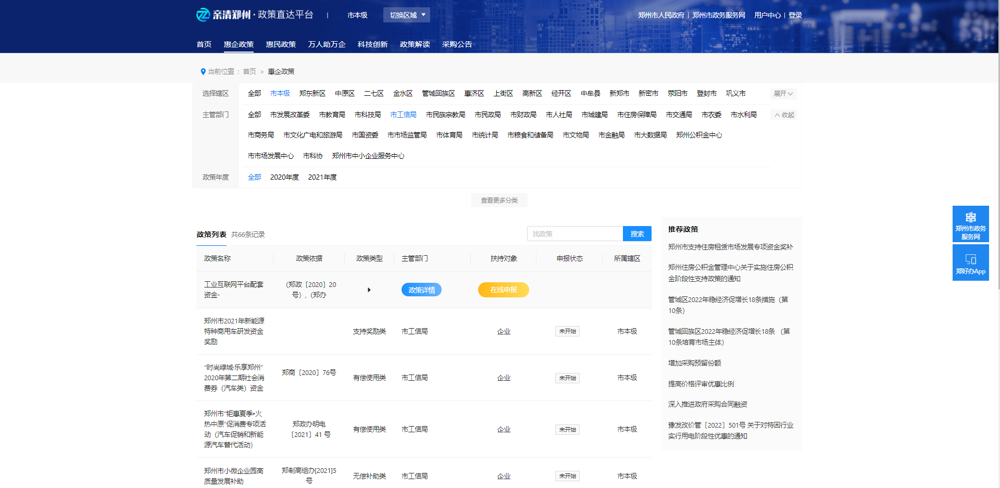 亲清郑州·政策直达平台 | 市本级 切换区域
郑州市人民政府 | 郑州市政务服务网 用户中心 | 登录
首页 惠企政策 惠民政策 万人助万企 科技创新 政策解读 采购公告
当前位置 : 首页 > 惠企政策
选择辖区 全部 市本级 郑东新区 中原区 二七区 金水区 管城回族区 惠济区 上街区 高新区 经开区 中牟县 新郑市 新密市 荥阳市 登封市 巩义市 展开
主管部门 全部 市发展改革委 市教育局 市科技局 市工信局 市民族宗教局 市民政局 市财政局 市人社局 市城建局 市住房保障局 市交通局 市农委 市水利局 收起
市商务局 市文化广电和旅游局 市国资委 市市场监管局 市体育局 市统计局 市粮食和储备局 市文物局 市金融局 市大数据局 郑州公积金中心
市市场发展中心 市科协 郑州市中小企业服务中心
政策年度 全部 2020年度 2021年度
查看更多分类
政策列表 共66条记录
找政策 搜索
政策名称 政策依据 政策类型 主管部门 扶持对象 申报状态 所属辖区
工业互联网平台配套
资金-
（郑政〔2020〕20
号），（郑办
政策详情 在线申报
郑州市2021年新能源
特种商用车研发资金
奖励
支持奖励类 市工信局 企业 未开始 市本级
“时尚绿城·乐享郑州”
2020年第二期社会消
费券（汽车类）资金
郑商〔2020〕76号
有偿使用类 市工信局 企业 未开始 市本级
郑州市“钜惠夏季•火
热中原”促消费专项活
动（汽车促销和新能
源汽车替代活动）
郑政办明电
〔2021〕41 号
有偿使用类 市工信局 企业 未开始 市本级
郑州市小微企业园高
质量发展补助
郑制高组办[2021]5
号
无偿补助类 市工信局 企业 未开始 市本级
推荐政策
郑州市支持住房租赁市场发展专项资金奖补
郑州住房公积金管理中心关于实施住房公积
金阶段性支持政策的通知
管城区2022年稳经济促增长18条措施（第
10条）
管城回族区2022年稳经济促增长18条 （第
10条培育市场主体）
增加采购预留份额
提高价格评审优惠比例
深入推进政府采购合同融资
豫发改价管〔2022〕501号 关于对特困行业
实行用电阶段性优惠的通知
郑州市政务
服务网
郑好办App